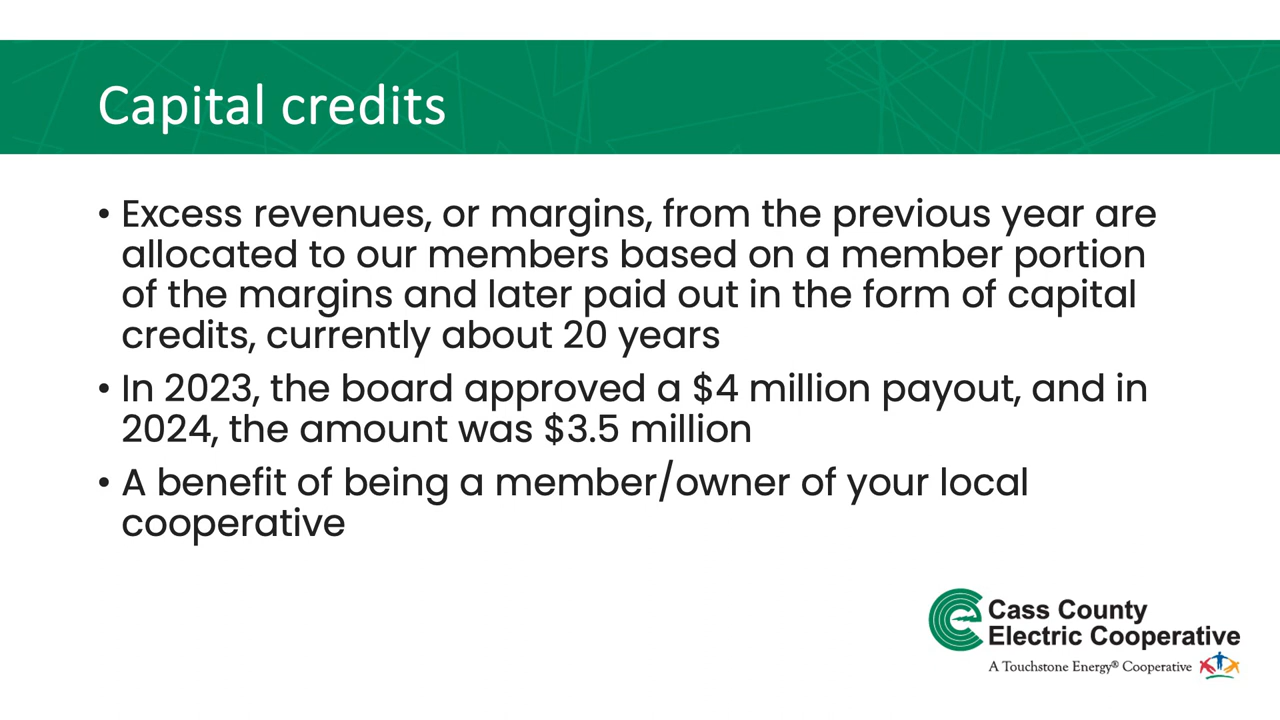 Capital credits
• Excess revenues, or margins, from the previous year are
allocated to our members based on a member portion
of the margins and later paid out in the form of capital
credits, currently about 20 years
• In 2023, the board approved a $4 million payout, and in
2024, the amount was $3.5 million
• A benefit of being a member/owner of your local
cooperative
Cass County
Electric Cooperative
A Touchstone Energy® Cooperative